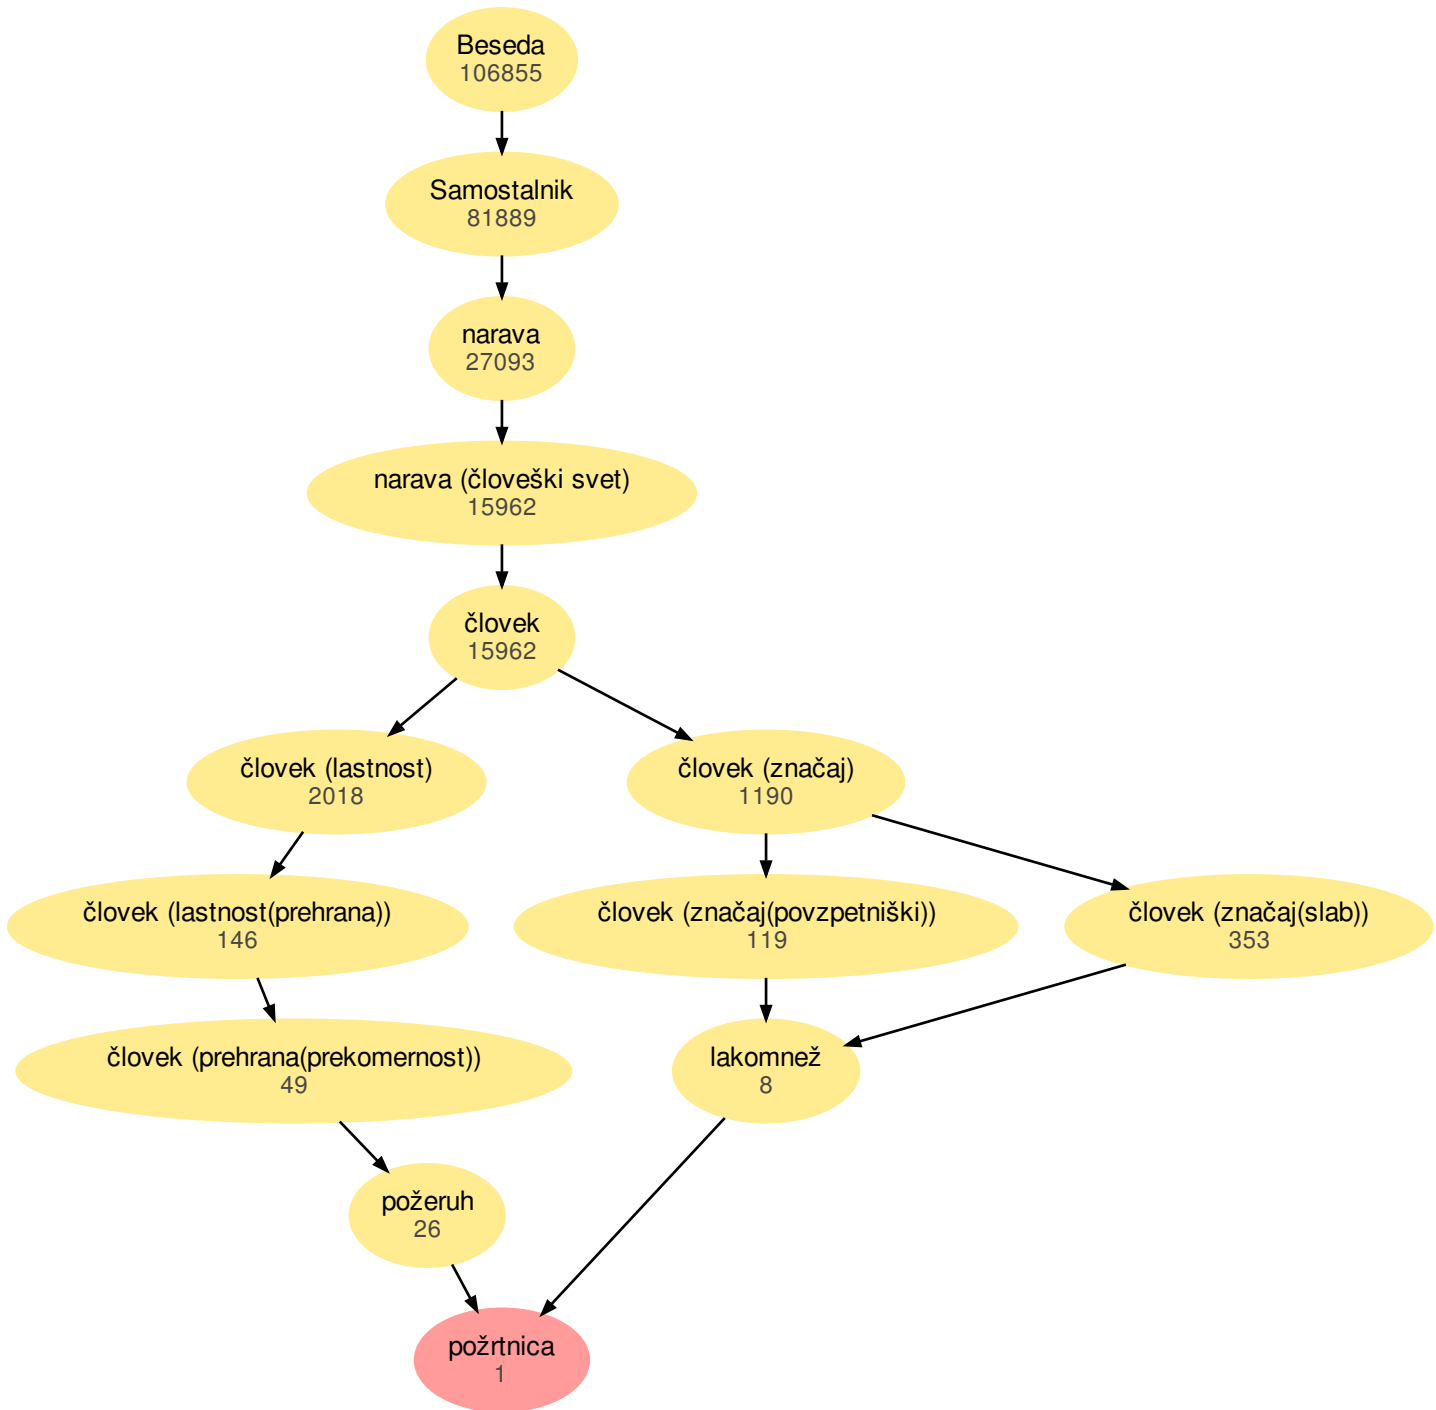 Beseda
106855
Samostalnik
81889
narava
27093
narava (človeški svet)
15962
človek
15962
človek (lastnost)
2018
človek (značaj)
1190
človek (lastnost(prehrana))
146
človek (značaj(povzpetniški))
119
človek (značaj(slab))
353
človek (prehrana(prekomernost))
49
lakomnež
8
požeruh
26
požrtnica
1